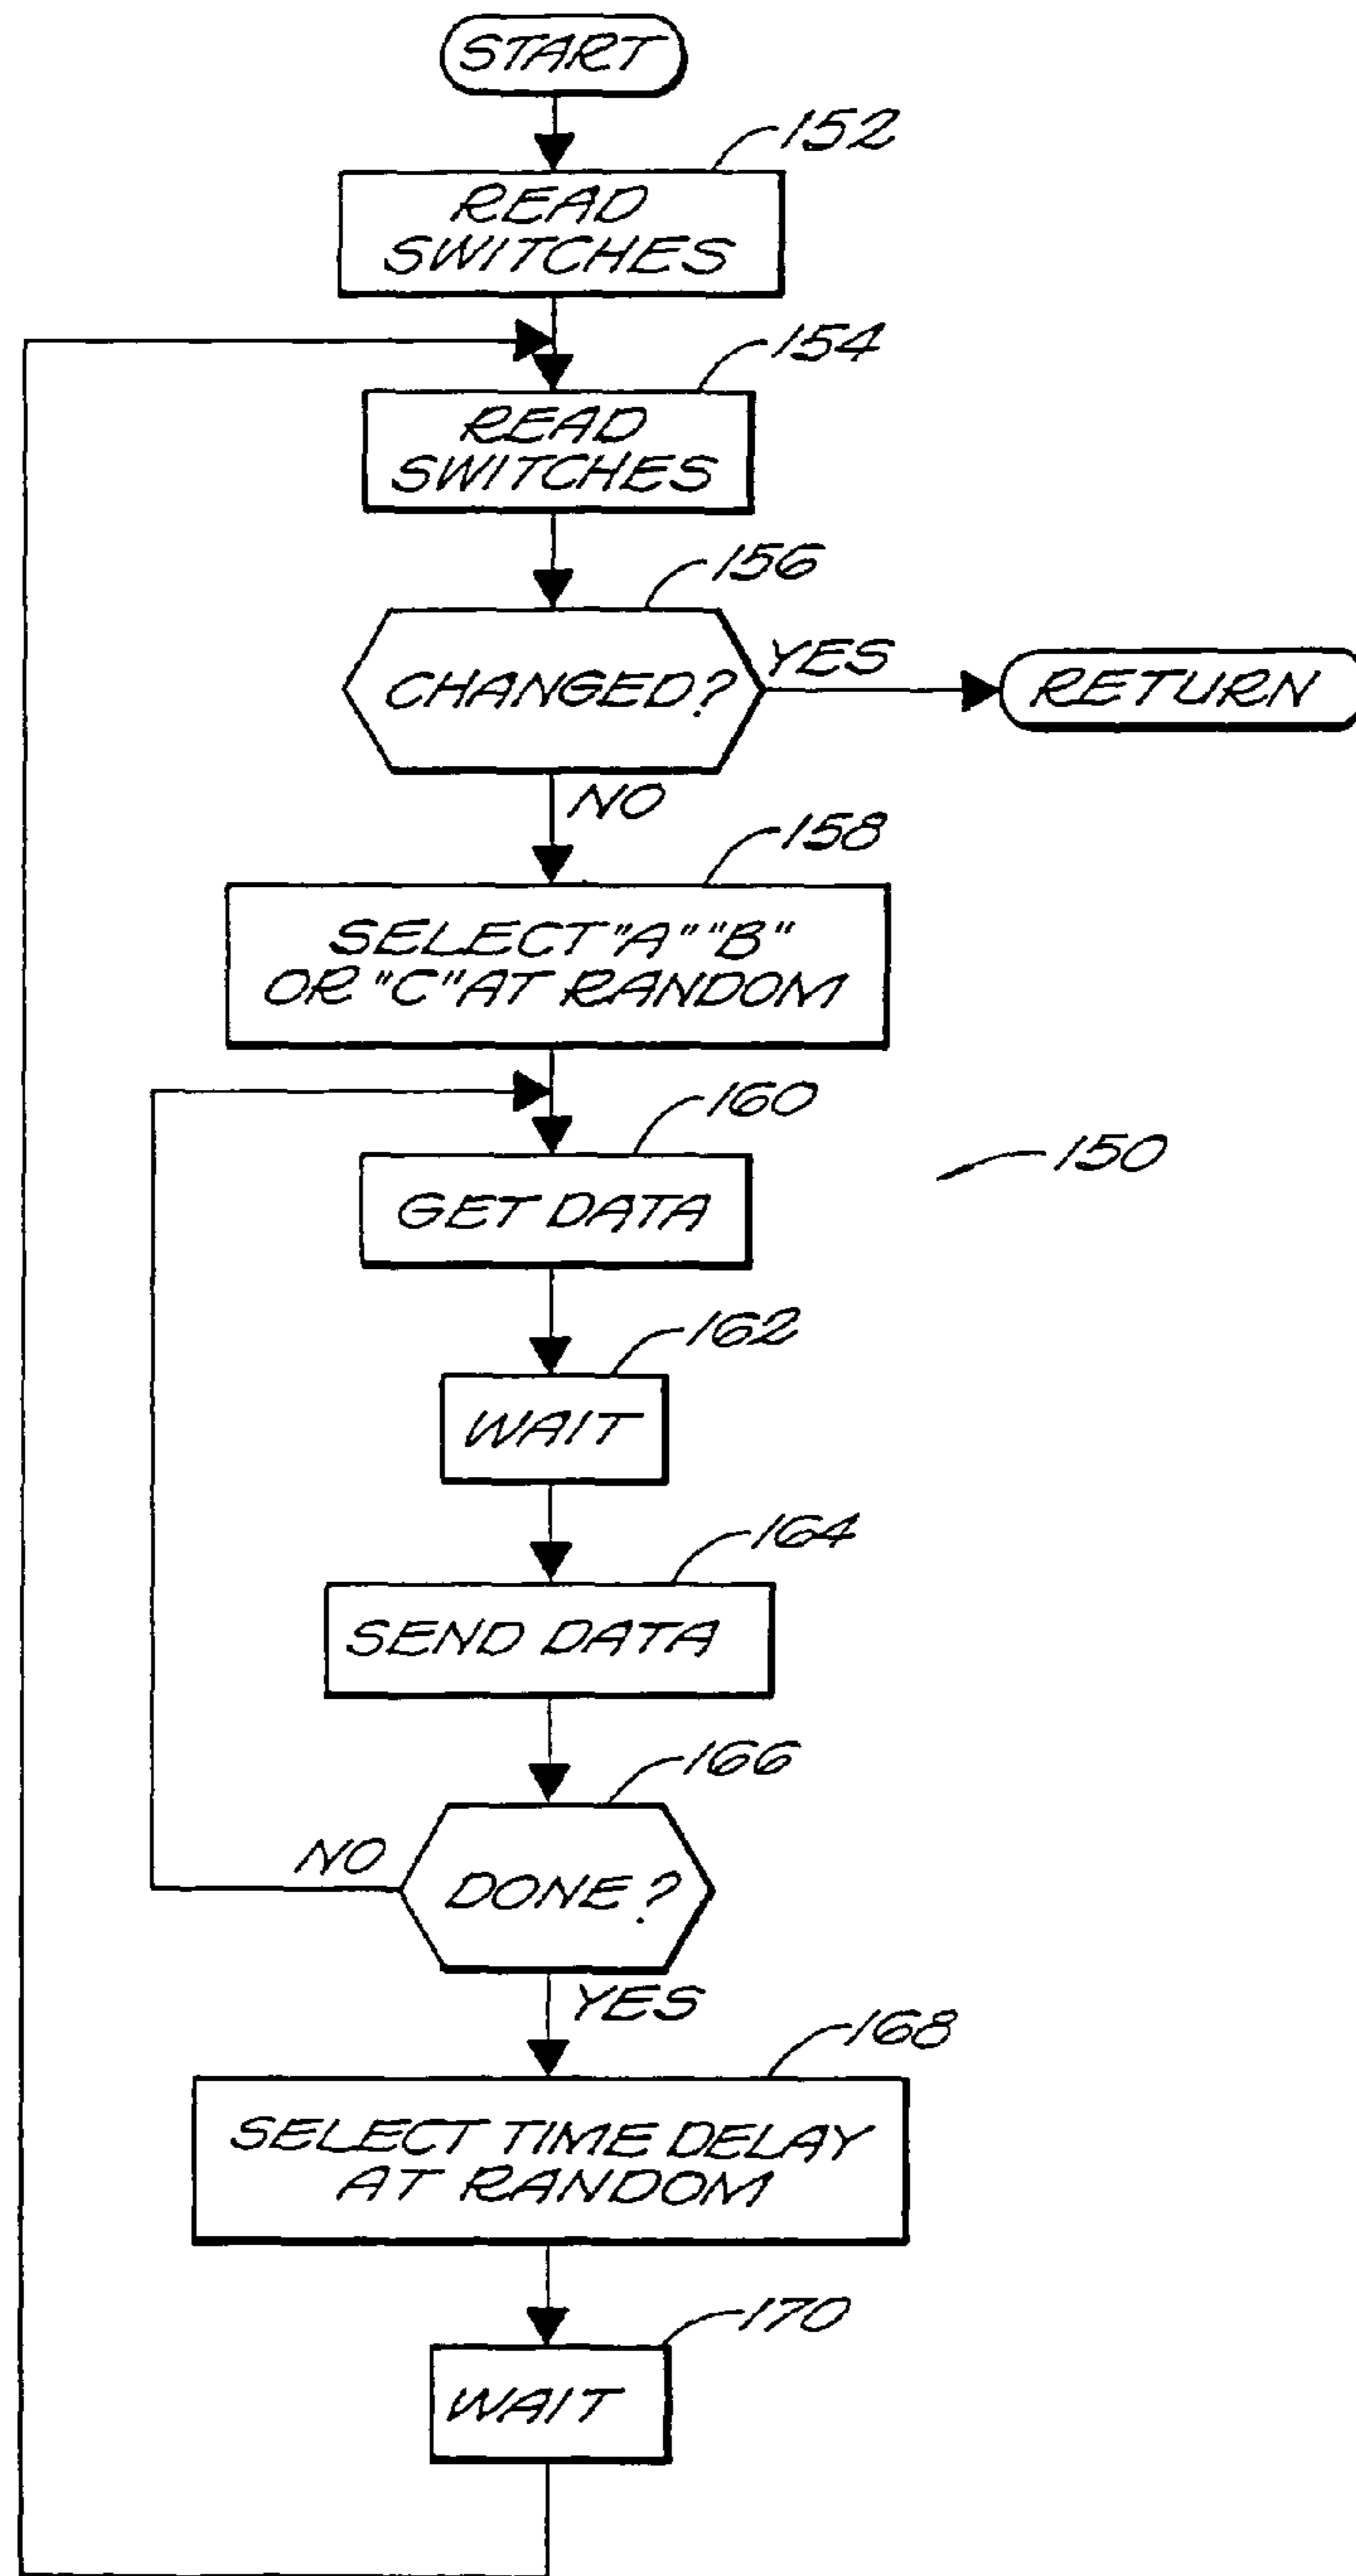 START
152
READ
SWITCHES
154
READ
SWITCHES
156
CHANGED?
YES
RETURN
NO
158
SELECT "A" "B"
OR "C" AT RANDOM
160
150
GET DATA
162
WAIT
164
SEND DATA
166
NO
DONE?
YES
168
SELECT TIME DELAY
AT RANDOM
170
WAIT